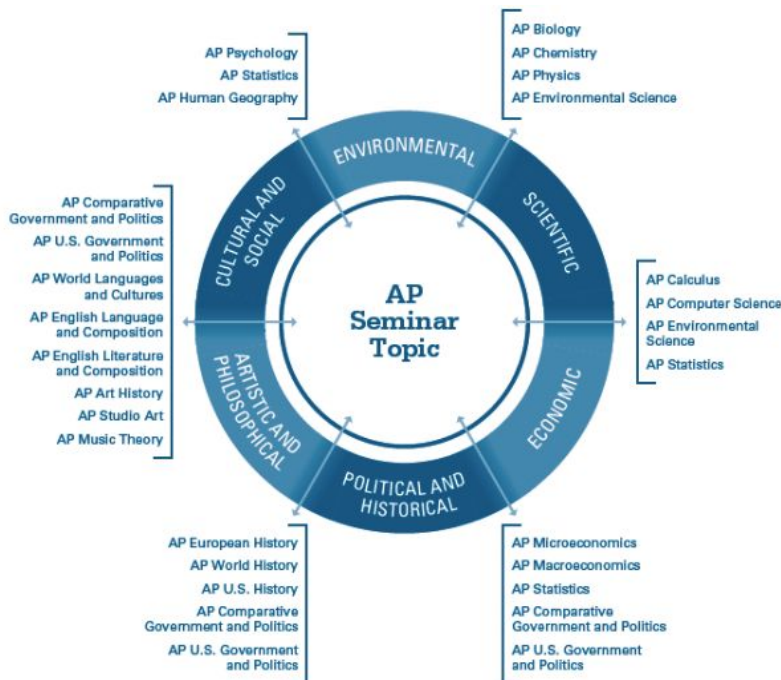 AP Psychology
AP Statistics
AP Human Geography
AP Biology
AP Chemistry
AP Physics
AP Environmental Science
ENVIRONMENTAL
CULTURAL AND
SOCIAL
SCIENTIFIC
AP Comparative
Government and Politics
AP U.S. Government
and Politics
AP World Languages
and Cultures
AP English Language
and Composition
AP English Literature
and Composition
AP Art History
AP Studio Art
AP Music Theory
AP
Seminar
Topic
AP Calculus
AP Computer Science
AP Environmental
Science
AP Statistics
ARTISTIC AND
PHILOSOPHICAL
ECONOMIC
POLITICAL AND
HISTORICAL
AP European History
AP World History
AP U.S. History
AP Comparative
Government and Politics
AP U.S. Government
and Politics
AP Microeconomics
AP Macroeconomics
AP Statistics
AP Comparative
Government and Politics
AP U.S. Government
and Politics